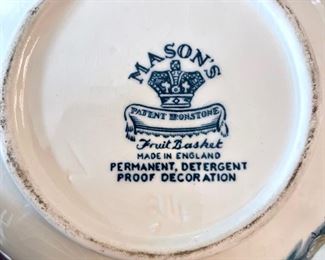 MASON'S
PATENT IRONSTONE
Fruit Basket
MADE IN ENGLAND
PERMANENT, DETERGENT
PROOF DECORATION